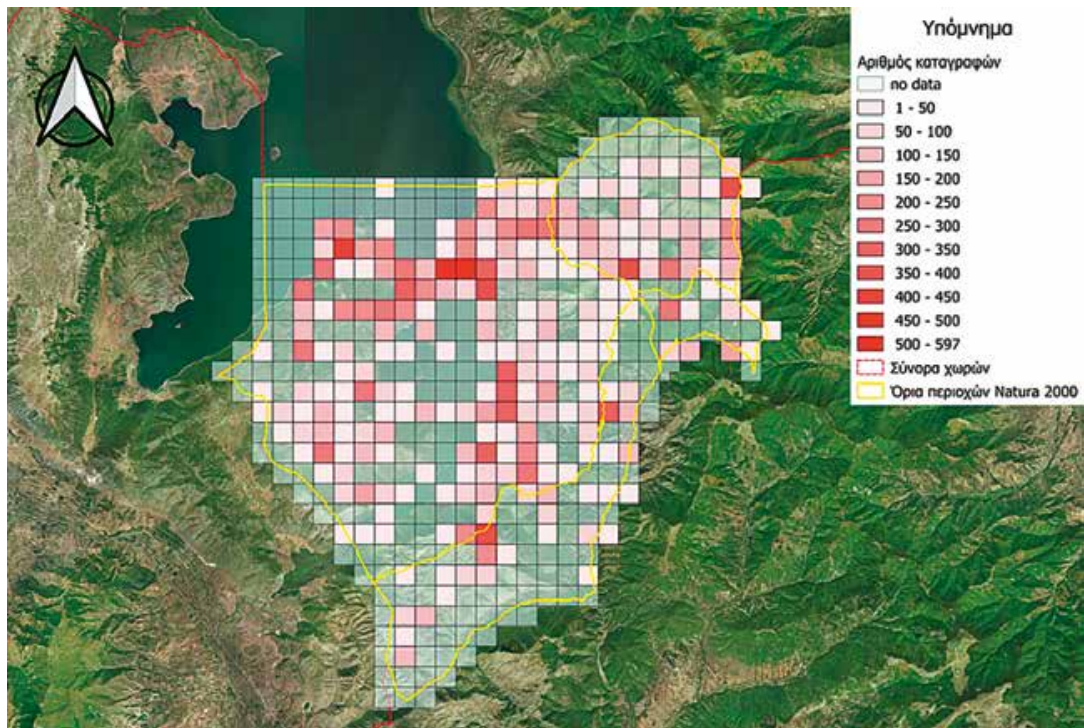 Υπόμνημα
Αριθμός καταγραφών
no data
1 - 50
50 - 100
100 - 150
150 - 200
200 - 250
250 - 300
300 - 350
350 - 400
400 - 450
450 - 500
500 - 597
Σύνορα χωρών
Όρια περιοχών Natura 2000